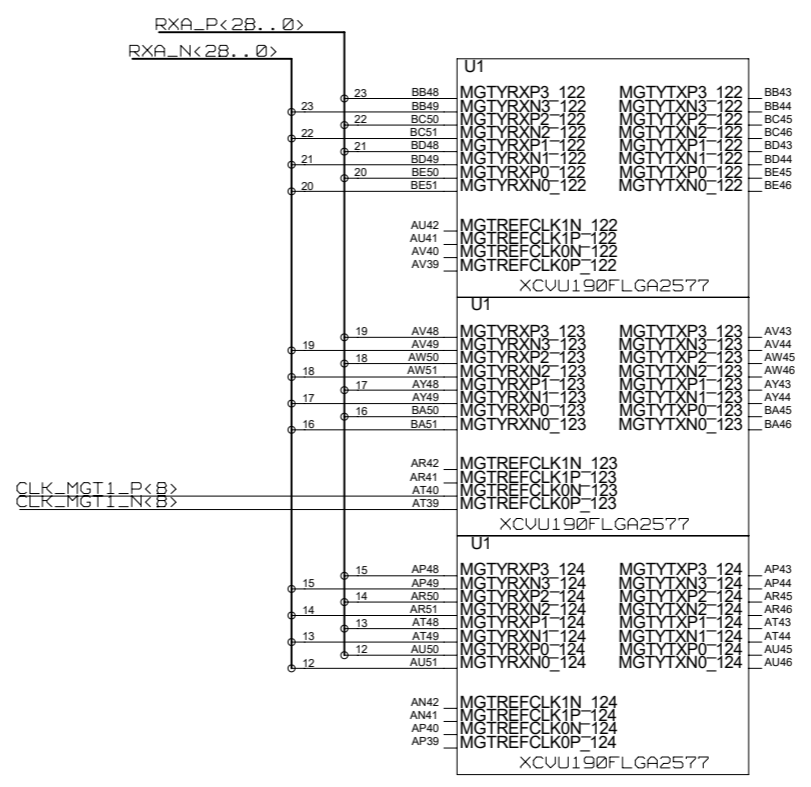 RXA_P<28..0>
RXA_N<28..0>
U1
23 BB48 MGTYRXP3_122 MGTYTXP3_122 BB43
23 BB49 MGTYRXN3_122 MGTYTXN3_122 BB44
22 BC50 MGTYRXP2_122 MGTYTXP2_122 BC45
22 BC51 MGTYRXN2_122 MGTYTXN2_122 BC46
21 BD48 MGTYRXP1_122 MGTYTXP1_122 BD43
21 BD49 MGTYRXN1_122 MGTYTXN1_122 BD44
20 BE50 MGTYRXP0_122 MGTYTXP0_122 BE45
20 BE51 MGTYRXN0_122 MGTYTXN0_122 BE46
AU42 MGTREFCLK1N_122
AU41 MGTREFCLK1P_122
AV40 MGTREFCLK0N_122
AV39 MGTREFCLK0P_122
XCVU190FLGA2577
U1
19 AV48 MGTYRXP3_123 MGTYTXP3_123 AV43
19 AV49 MGTYRXN3_123 MGTYTXN3_123 AV44
18 AW50 MGTYRXP2_123 MGTYTXP2_123 AW45
18 AW51 MGTYRXN2_123 MGTYTXN2_123 AW46
17 AY48 MGTYRXP1_123 MGTYTXP1_123 AY43
17 AY49 MGTYRXN1_123 MGTYTXN1_123 AY44
16 BA50 MGTYRXP0_123 MGTYTXP0_123 BA45
16 BA51 MGTYRXN0_123 MGTYTXN0_123 BA46
AR42 MGTREFCLK1N_123
AR41 MGTREFCLK1P_123
CLK_MGT1_P<8> AT40 MGTREFCLK0N_123
CLK_MGT1_N<8> AT39 MGTREFCLK0P_123
XCVU190FLGA2577
U1
15 AP48 MGTYRXP3_124 MGTYTXP3_124 AP43
15 AP49 MGTYRXN3_124 MGTYTXN3_124 AP44
14 AR50 MGTYRXP2_124 MGTYTXP2_124 AR45
14 AR51 MGTYRXN2_124 MGTYTXN2_124 AR46
13 AT48 MGTYRXP1_124 MGTYTXP1_124 AT43
13 AT49 MGTYRXN1_124 MGTYTXN1_124 AT44
12 AU50 MGTYRXP0_124 MGTYTXP0_124 AU45
12 AU51 MGTYRXN0_124 MGTYTXN0_124 AU46
AN42 MGTREFCLK1N_124
AN41 MGTREFCLK1P_124
AP40 MGTREFCLK0N_124
AP39 MGTREFCLK0P_124
XCVU190FLGA2577